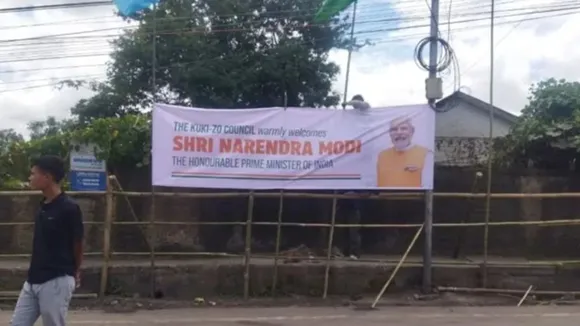 THE KUKI-ZO COUNCIL warmly welcomes
SHRI NARENDRA MODI
THE HONOURABLE PRIME MINISTER OF INDIA